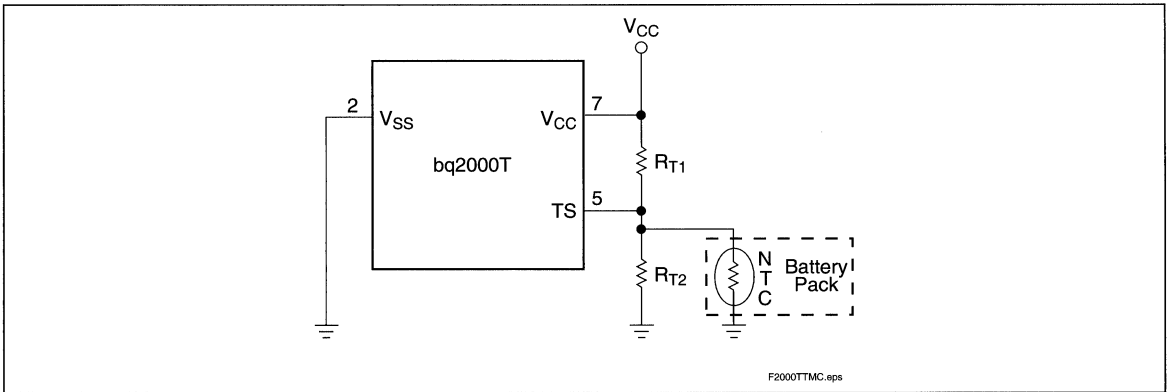 VCC
2
VSS
VCC
7
bq2000T
RT1
TS
5
RT2
NTC
Battery
Pack
F2000TTMC.eps